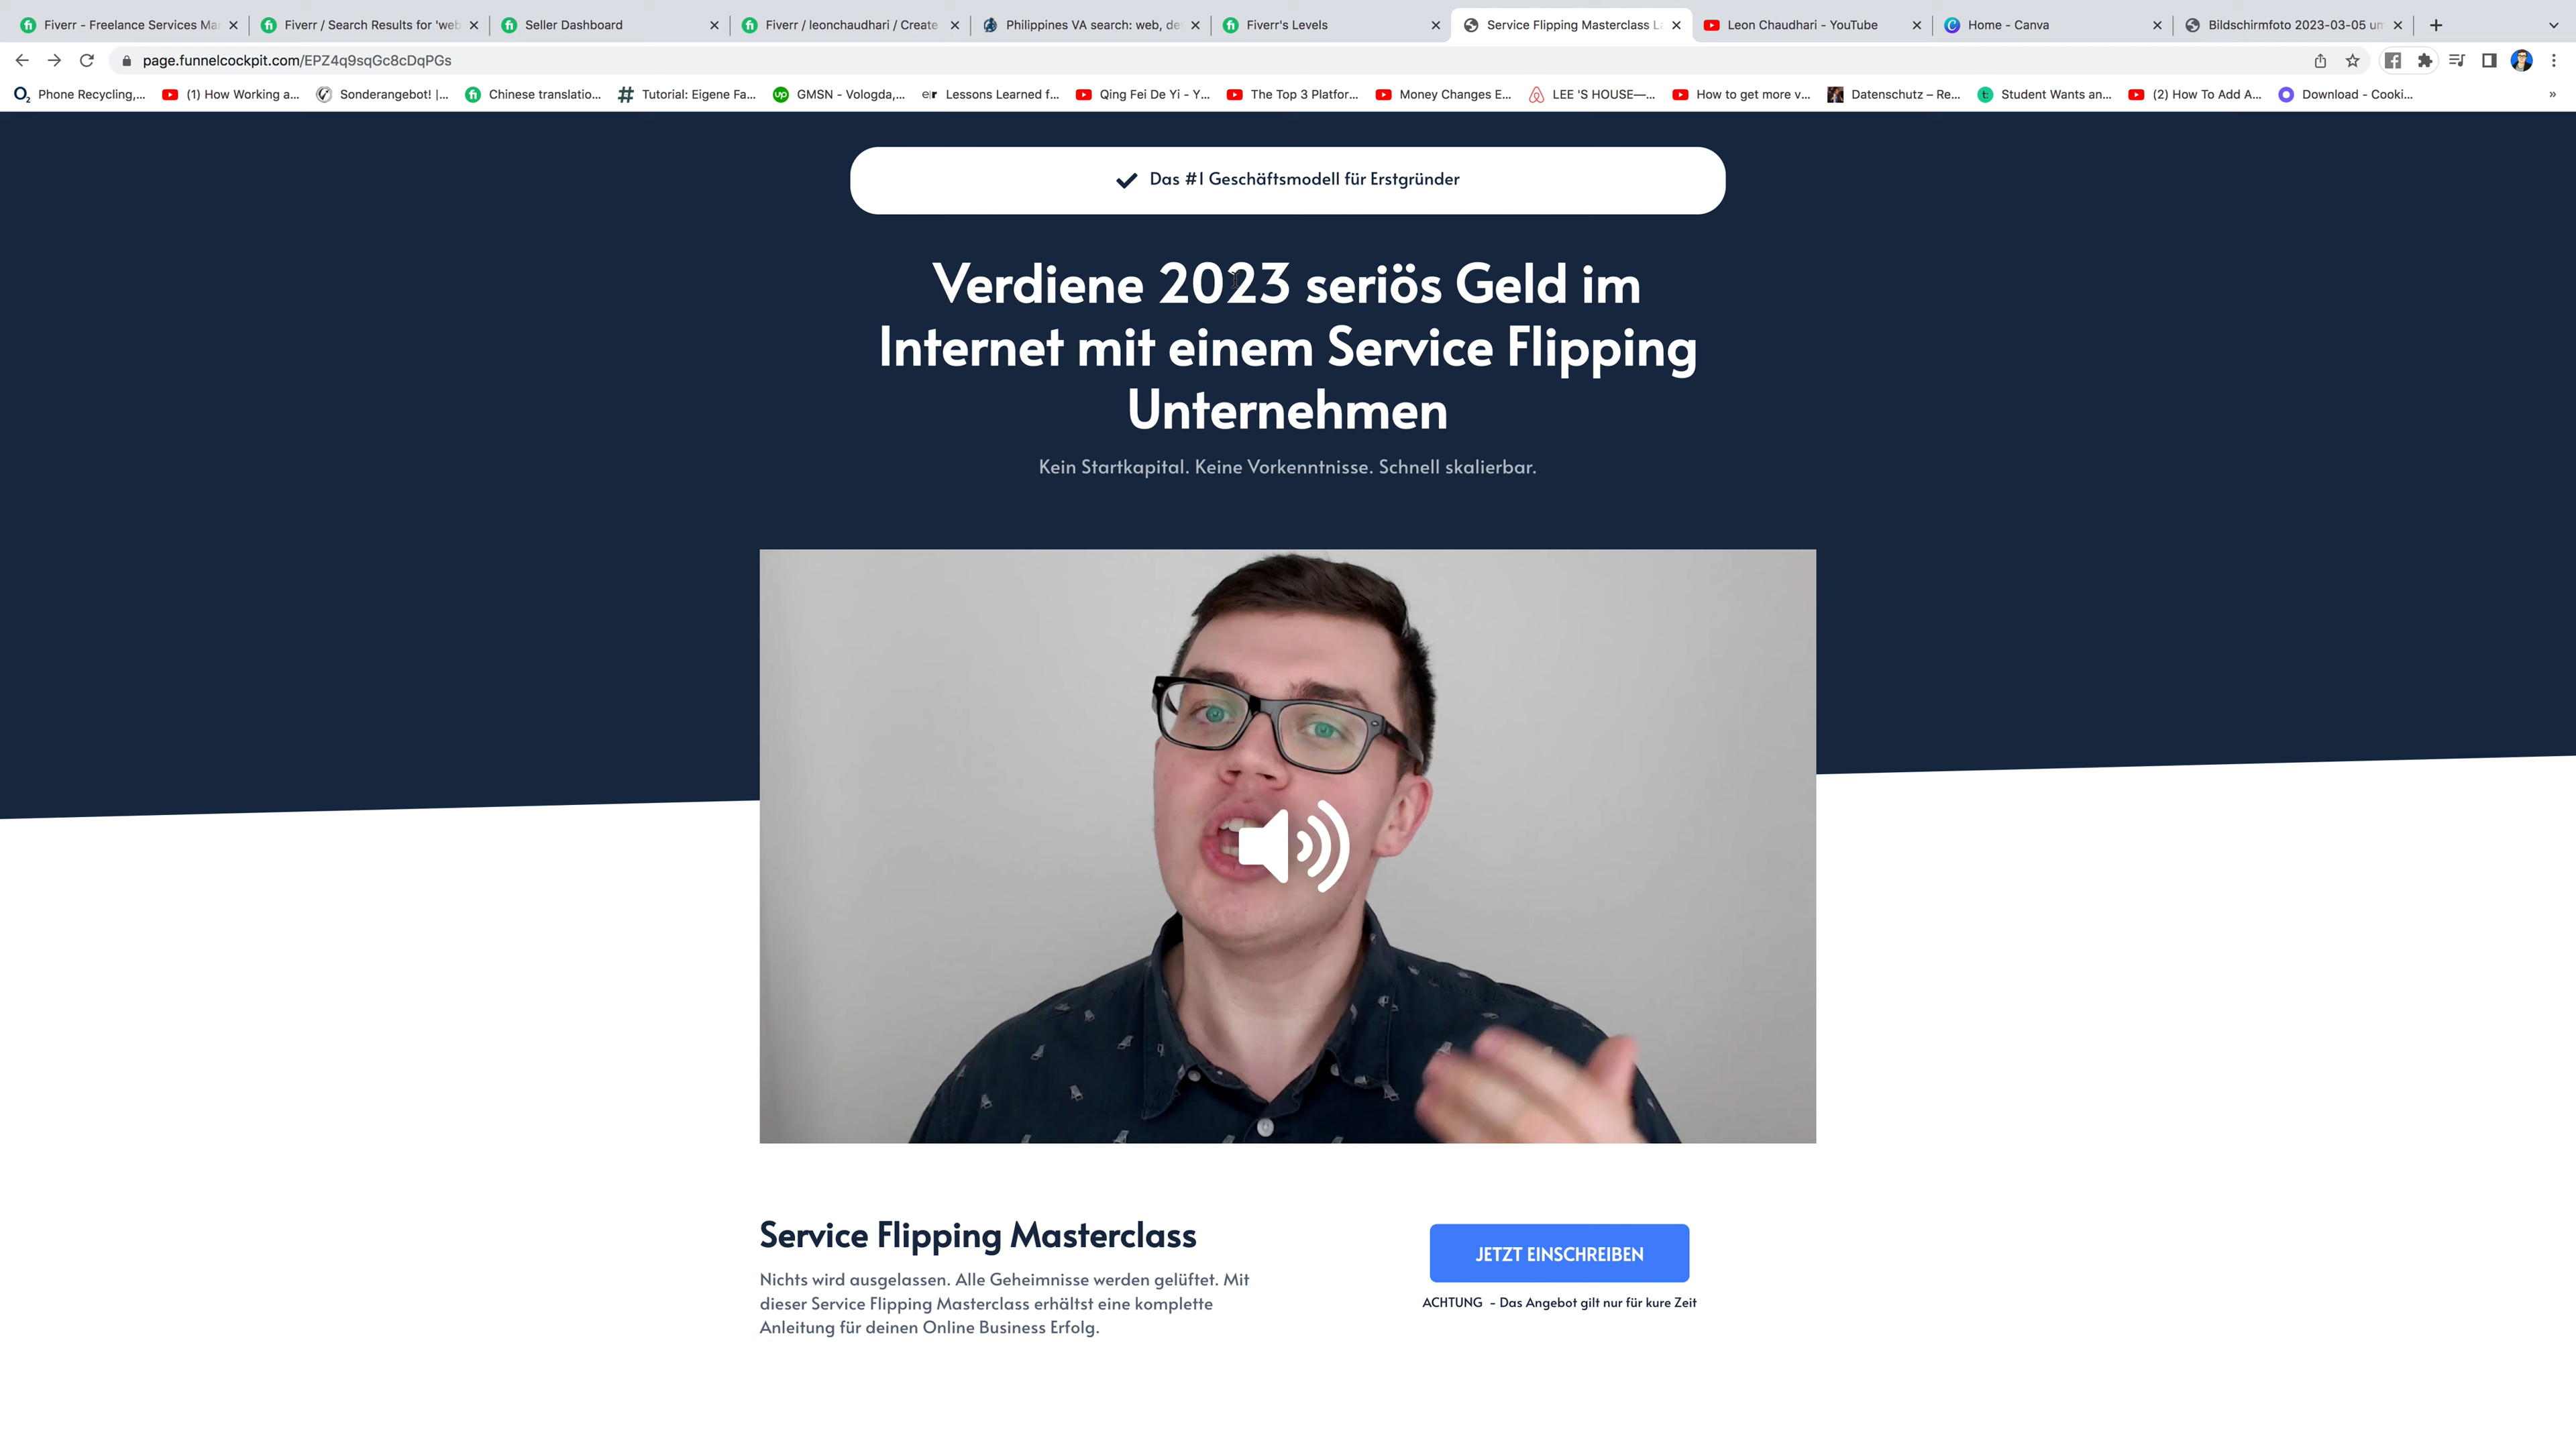 Fiverr - Freelance Services Ma
Fiverr / Search Results for 'web
Seller Dashboard
Fiverr / leonchaudhari / Create
Philippines VA search: web, de
Fiverr's Levels
Service Flipping Masterclass La
Leon Chaudhari - YouTube
Home - Canva
Bildschirmfoto 2023-03-05 um
page.funnelcockpit.com/EPZ4q9sqGc8cDqPGs
Phone Recycling,...
(1) How Working a...
Sonderangebot! |...
Chinese translatio...
Tutorial: Eigene Fa...
up GMSN - Vologda,...
Lessons Learned f...
Qing Fei De Yi - Y...
The Top 3 Platfor...
Money Changes E...
LEE 'S HOUSE—...
How to get more v...
Datenschutz – Re...
Student Wants an...
(2) How To Add A...
Download - Cooki...
Das #1 Geschäftsmodell für Erstgründer
Verdiene 2023 seriös Geld im
Internet mit einem Service Flipping
Unternehmen
Kein Startkapital. Keine Vorkenntnisse. Schnell skalierbar.
Service Flipping Masterclass
Nichts wird ausgelassen. Alle Geheimnisse werden gelüftet. Mit
dieser Service Flipping Masterclass erhältst eine komplette
Anleitung für deinen Online Business Erfolg.
JETZT EINSCHREIBEN
ACHTUNG - Das Angebot gilt nur für kure Zeit